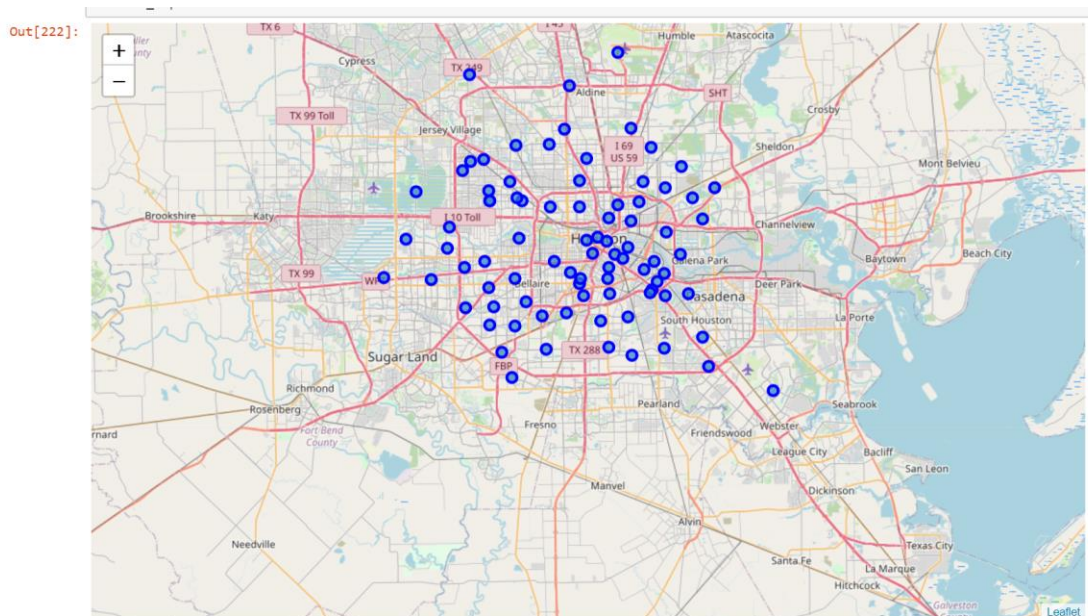 Out[222]:
+
−
TX 6
I 45
Humble
Atascocita
Cypress
TX 249
Aldine
SHT
Crosby
TX 99 Toll
Jersey Village
I 69
US 59
Sheldon
Mont Belvieu
Brookshire
Katy
I 10 Toll
Channelview
Beach City
Galena Park
Baytown
TX 99
Bellaire
Deer Park
Pasadena
La Porte
South Houston
Sugar Land
TX 288
FBP
Richmond
Rosenberg
Pearland
Seabrook
Fort Bend
County
Fresno
Webster
Friendswood
League City
Bacliff
San Leon
Manvel
Dickinson
Alvin
Needville
Texas City
Santa Fe
La Marque
Hitchcock
Galveston
Leaflet